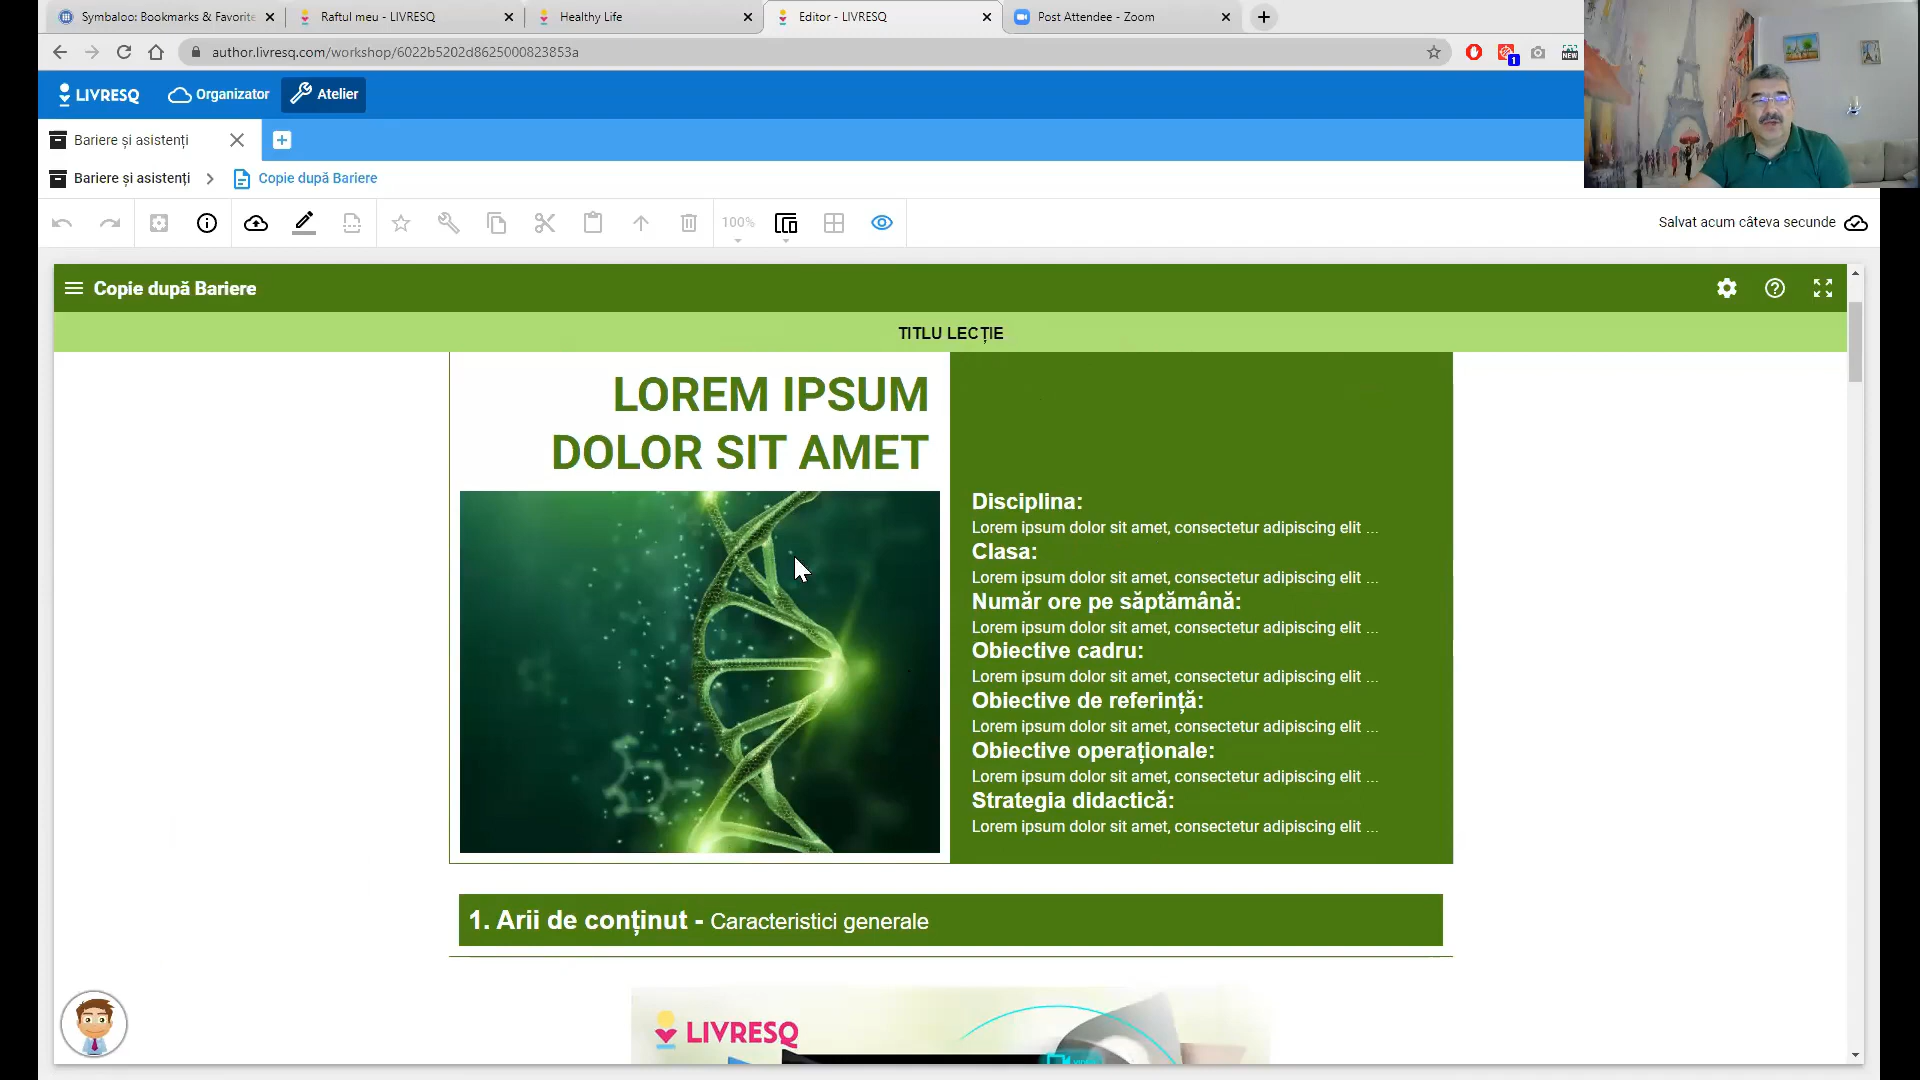 Symbaloo: Bookmarks & Favorite
Raftul meu - LIVRESQ
Healthy Life
Editor - LIVRESQ
Post Attendee - Zoom
author.livresq.com/workshop/6022b5202d8625000823853a
1
NEW
LIVRESQ
Organizator
Atelier
Bariere și asistenți
Bariere și asistenți
Copie după Bariere
100%
Salvat acum câteva secunde
Copie după Bariere
TITLU LECȚIE
LOREM IPSUM
DOLOR SIT AMET
Disciplina:
Lorem ipsum dolor sit amet, consectetur adipiscing elit ...
Clasa:
Lorem ipsum dolor sit amet, consectetur adipiscing elit ...
Număr ore pe săptămână:
Lorem ipsum dolor sit amet, consectetur adipiscing elit ...
Obiective cadru:
Lorem ipsum dolor sit amet, consectetur adipiscing elit ...
Obiective de referință:
Lorem ipsum dolor sit amet, consectetur adipiscing elit ...
Obiective operaționale:
Lorem ipsum dolor sit amet, consectetur adipiscing elit ...
Strategia didactică:
Lorem ipsum dolor sit amet, consectetur adipiscing elit ...
1. Arii de conținut - Caracteristici generale
LIVRESQ